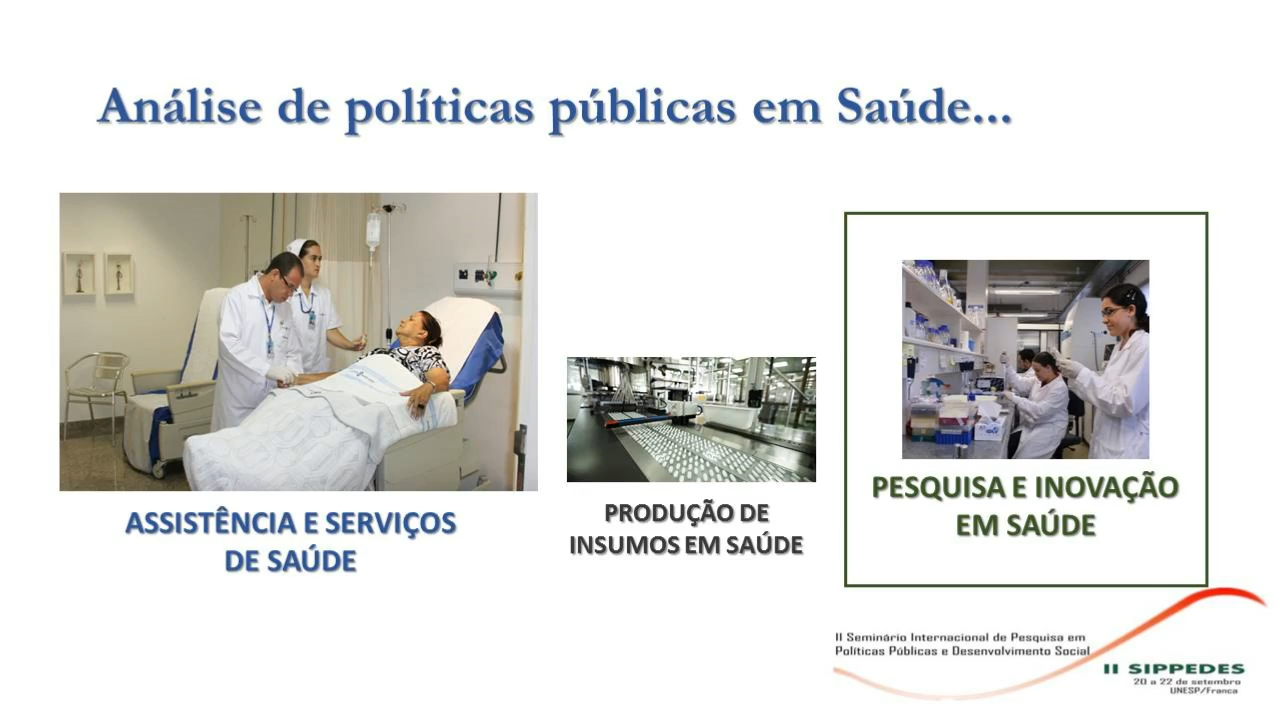 Análise de políticas públicas em Saúde...
ASSISTÊNCIA E SERVIÇOS
DE SAÚDE
PRODUÇÃO DE
INSUMOS EM SAÚDE
PESQUISA E INOVAÇÃO
EM SAÚDE
II Seminário Internacional de Pesquisa em
Políticas Públicas e Desenvolvimento Social
II SIPPEDES
20 a 22 de setembro
UNESP/Franca